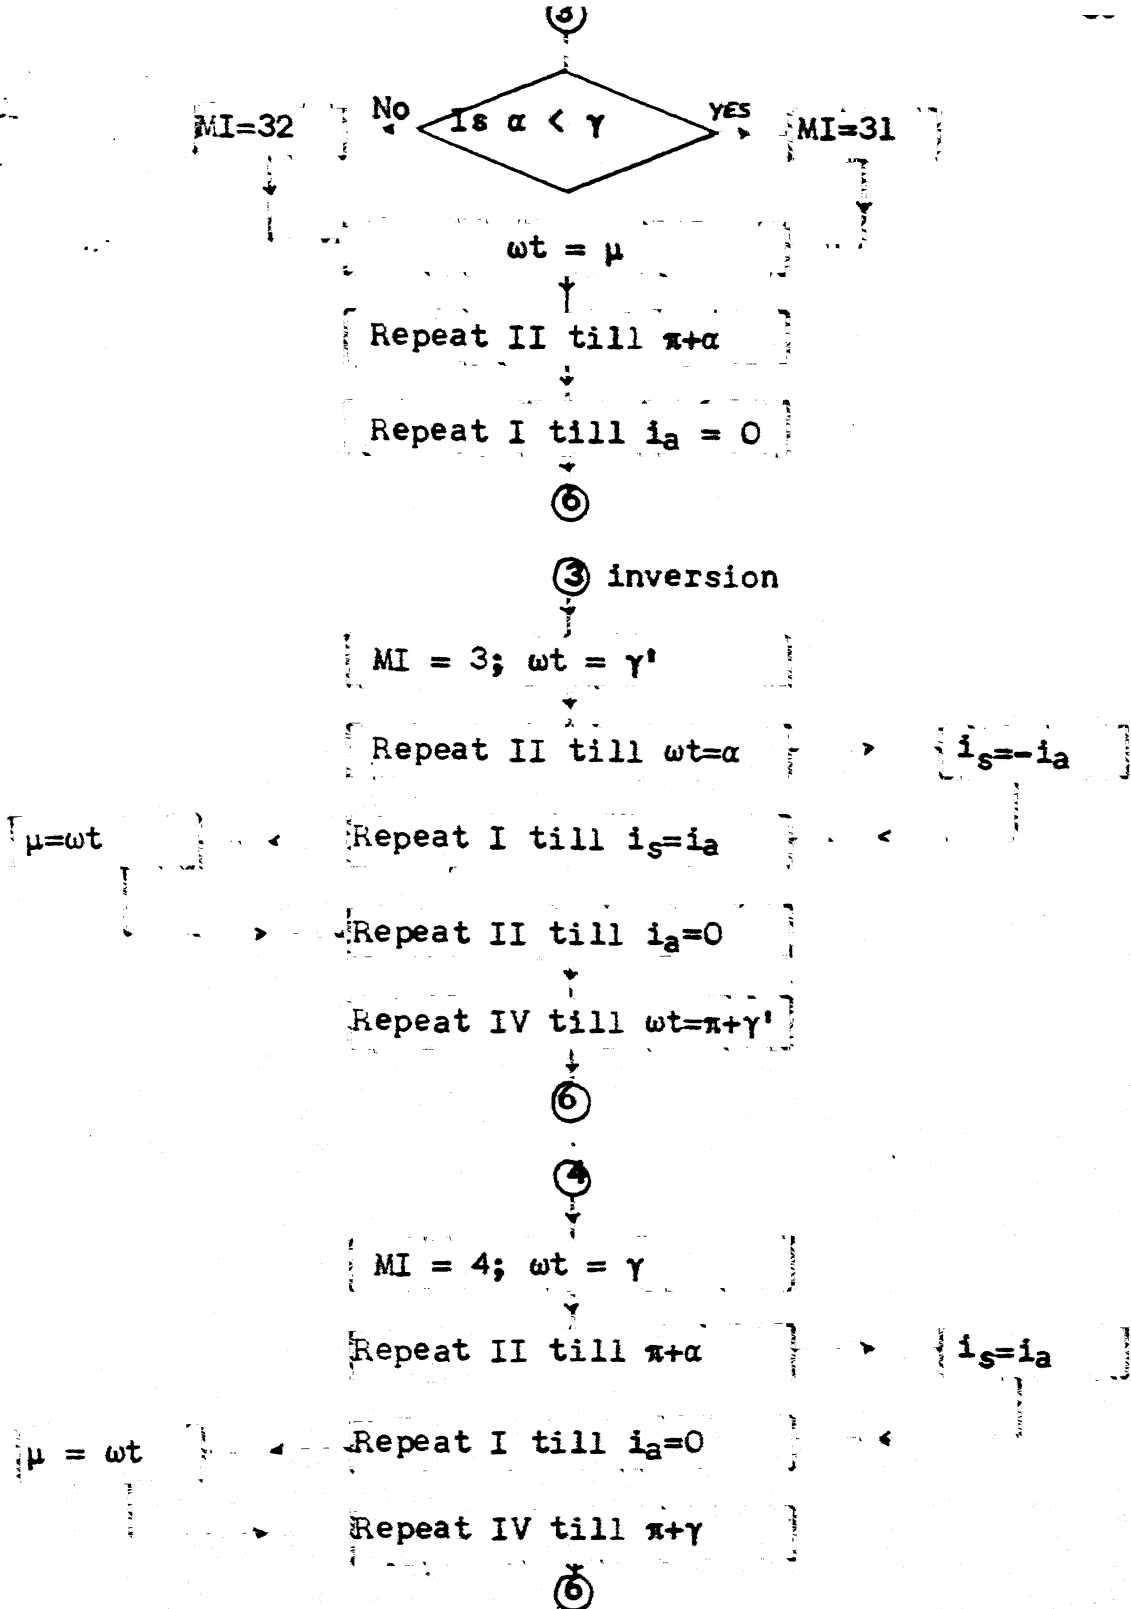 3
No Is α < γ YES
MI=32 MI=31
ωt = μ
Repeat II till π+α
Repeat I till iₐ = 0
6
3 inversion
MI = 3; ωt = γ'
Repeat II till ωt=α
iₛ=-iₐ
Repeat I till iₛ=iₐ
μ=ωt
Repeat II till iₐ=0
Repeat IV till ωt=π+γ'
6
4
MI = 4; ωt = γ
Repeat II till π+α
iₛ=iₐ
Repeat I till iₐ=0
μ = ωt
Repeat IV till π+γ
6